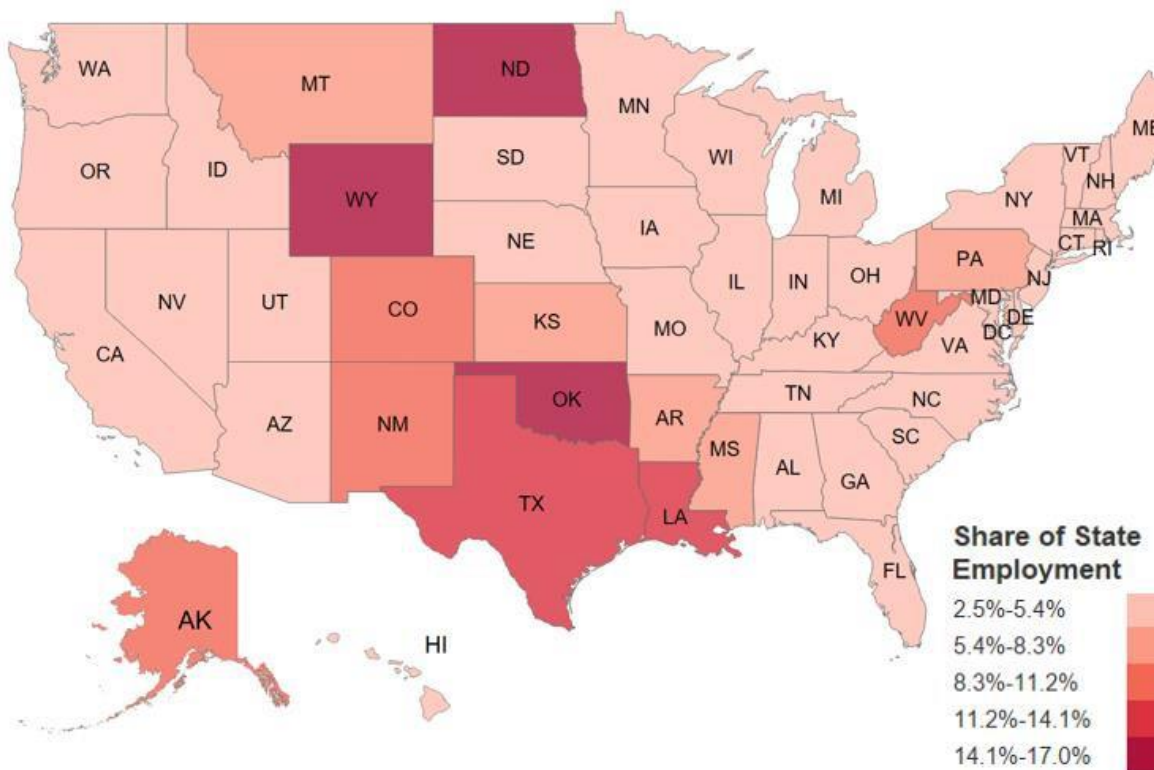 WA
MT
ND
MN
ME
OR
ID
SD
WI
VT
NH
WY
MI
NY
MA
NE
IA
CT
RI
PA
NV
UT
CO
KS
IL
IN
OH
NJ
MD
DE
WV
DC
MO
KY
VA
CA
AZ
NM
OK
AR
TN
NC
SC
MS
AL
GA
TX
LA
FL
AK
HI
Share of State
Employment
2.5%-5.4%
5.4%-8.3%
8.3%-11.2%
11.2%-14.1%
14.1%-17.0%